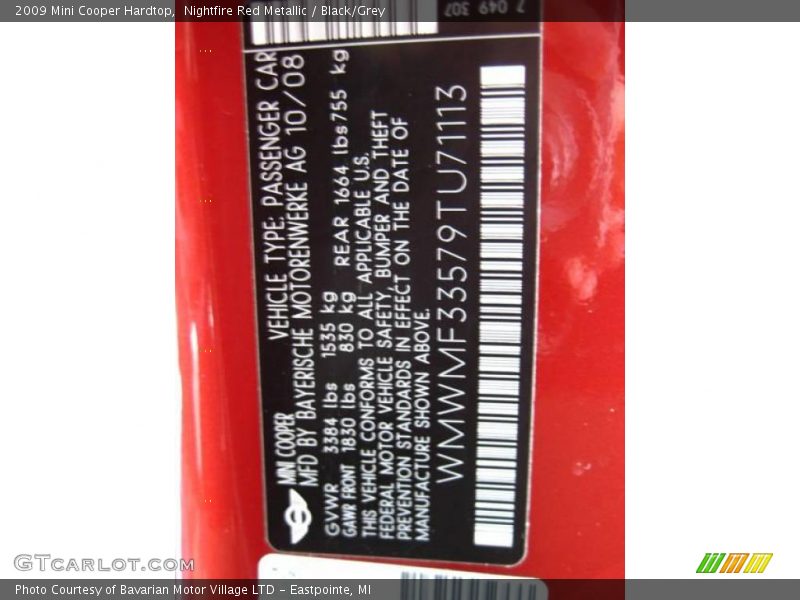 2009 Mini Cooper Hardtop,  Nightfire Red Metallic / Black/Grey
7 049 307
MINI COOPER VEHICLE TYPE: PASSENGER CAR
MFD BY BAYERISCHE MOTORENWERKE AG 10/08
GVWR 3384 lbs 1535 kg
GAWR FRONT 1830 lbs 830 kg REAR 1664 lbs 755 kg
THIS VEHICLE CONFORMS TO ALL APPLICABLE U.S.
FEDERAL MOTOR VEHICLE SAFETY, BUMPER AND THEFT
PREVENTION STANDARDS IN EFFECT ON THE DATE OF
MANUFACTURE SHOWN ABOVE.
WMWMF33579TU71113
GTCarLot.com
Photo Courtesy of Bavarian Motor Village LTD - Eastpointe, MI